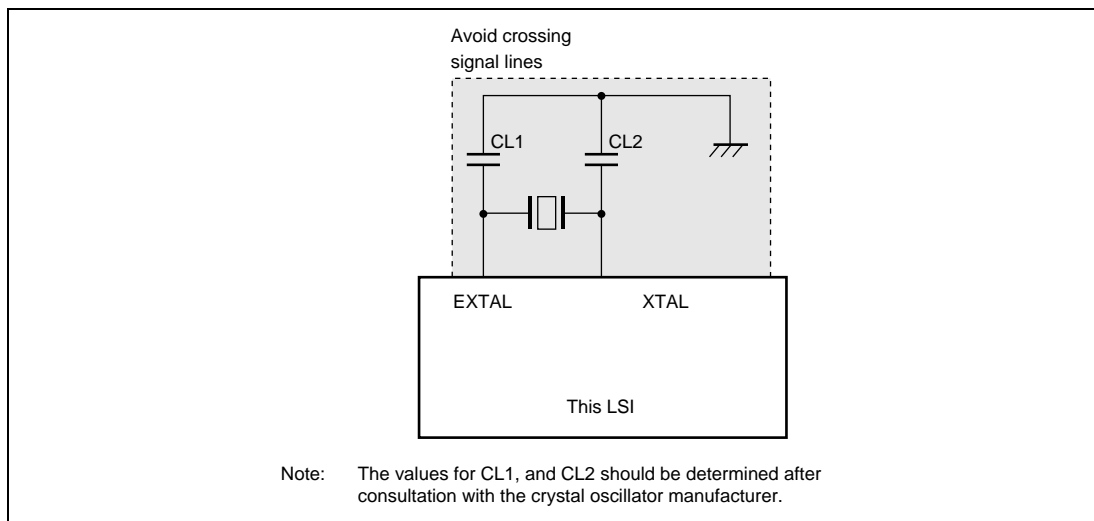 Avoid crossing
signal lines
CL1
CL2
EXTAL
XTAL
This LSI
Note: The values for CL1, and CL2 should be determined after
consultation with the crystal oscillator manufacturer.